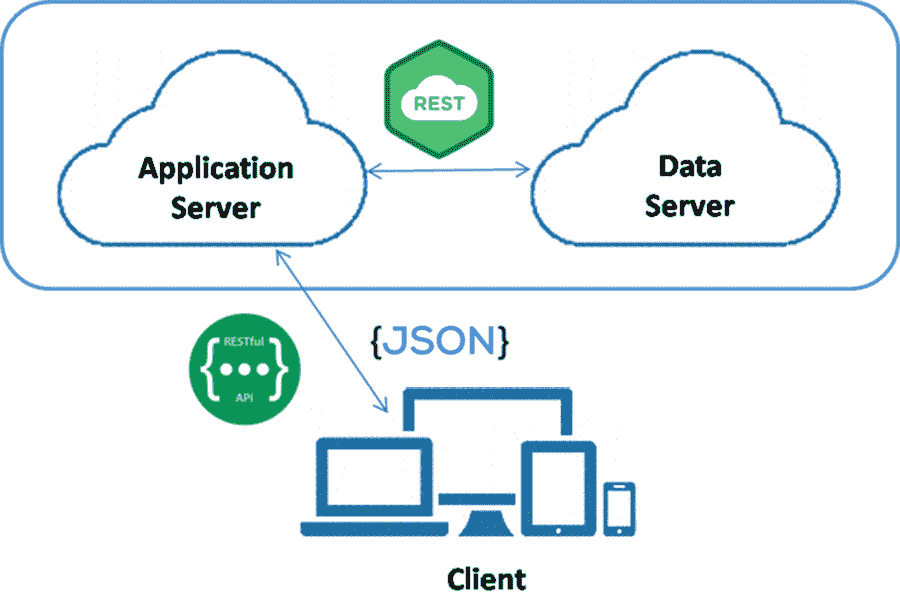 REST
Application
Server
Data
Server
RESTful
{•••}
API
{JSON}
Client